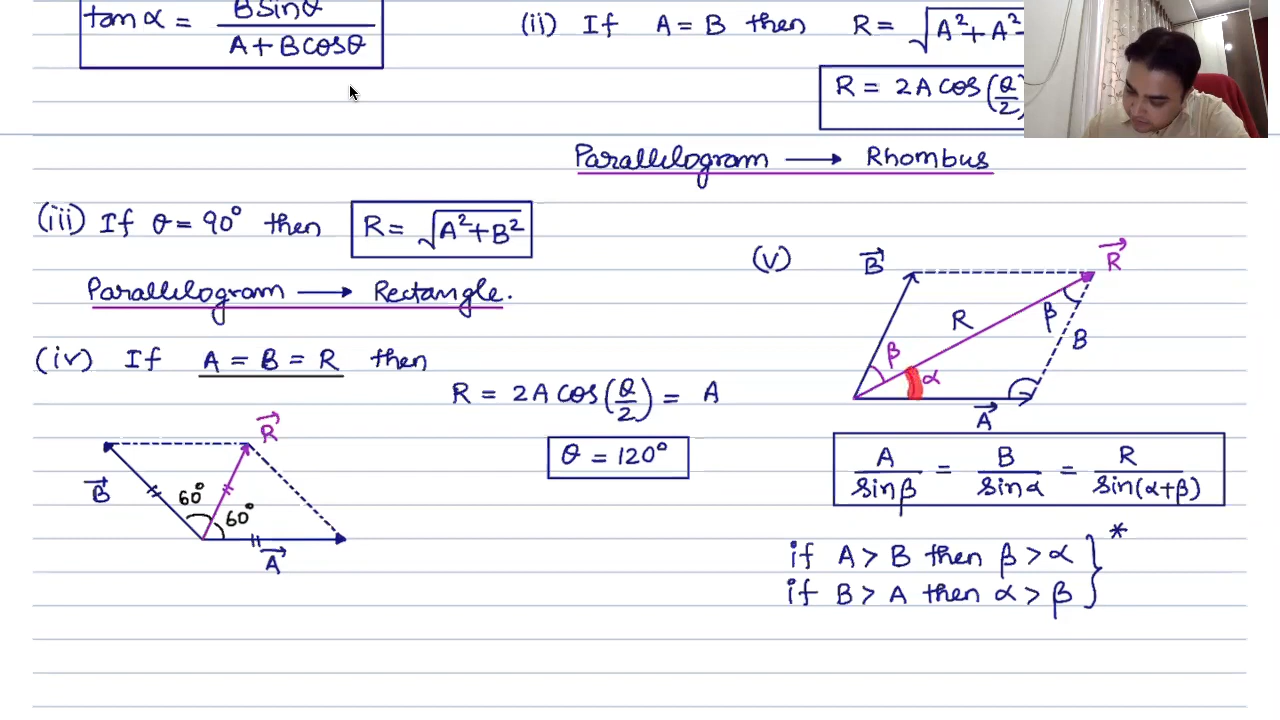 tan α = B sin θ / A + B cos θ
(ii) If A = B then R = √A² + A²
R = 2A cos (θ/2
Parallelogram → Rhombus
(iii) If θ = 90° then R = √A² + B²
Parallelogram → Rectangle.
(iv) If A = B = R then
R = 2A cos (θ/2) = A
θ = 120°
R⃗
B⃗
60°
60°
A⃗
(v)
B⃗
R⃗
R
β
β
B
α
A⃗
A / sin β = B / sin α = R / sin(α+β)
if A > B then β > α } *
if B > A then α > β